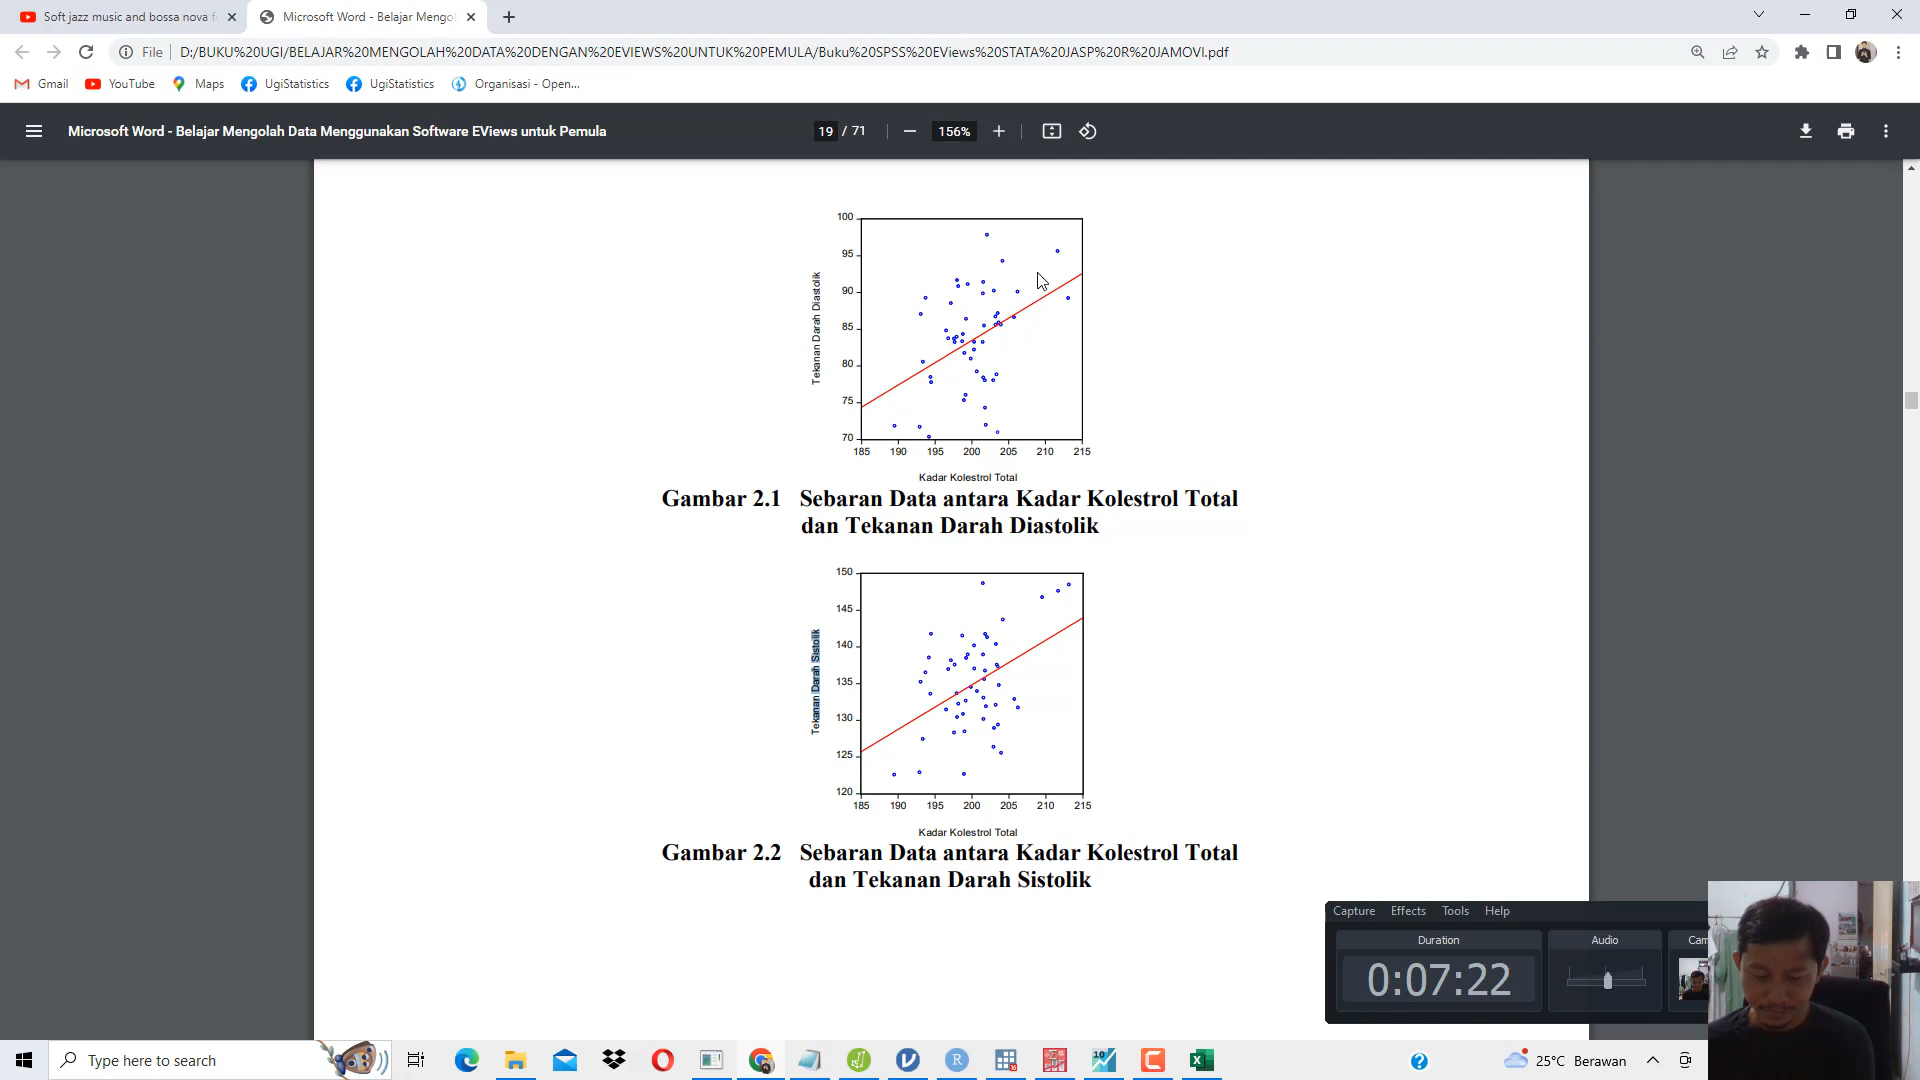 Soft jazz music and bossa nova f
Microsoft Word - Belajar Mengol
File
D:/BUKU%20UGI/BELAJAR%20MENGOLAH%20DATA%20DENGAN%20EVIEWS%20UNTUK%20PEMULA/Buku%20SPSS%20EViews%20STATA%20JASP%20R%20JAMOVI.pdf
Gmail
YouTube
Maps
UgiStatistics
UgiStatistics
Organisasi - Open...
Microsoft Word - Belajar Mengolah Data Menggunakan Software EViews untuk Pemula
19 / 71
156%
100
95
90
85
80
75
70
Tekanan Darah Diastolik
185 190 195 200 205 210 215
Kadar Kolestrol Total
Gambar 2.1 Sebaran Data antara Kadar Kolestrol Total
dan Tekanan Darah Diastolik
150
145
140
135
130
125
120
Tekanan Darah Sistolik
185 190 195 200 205 210 215
Kadar Kolestrol Total
Gambar 2.2 Sebaran Data antara Kadar Kolestrol Total
dan Tekanan Darah Sistolik
Capture Effects Tools Help
Duration
Audio
Cam
0:07:22
Type here to search
25°C Berawan